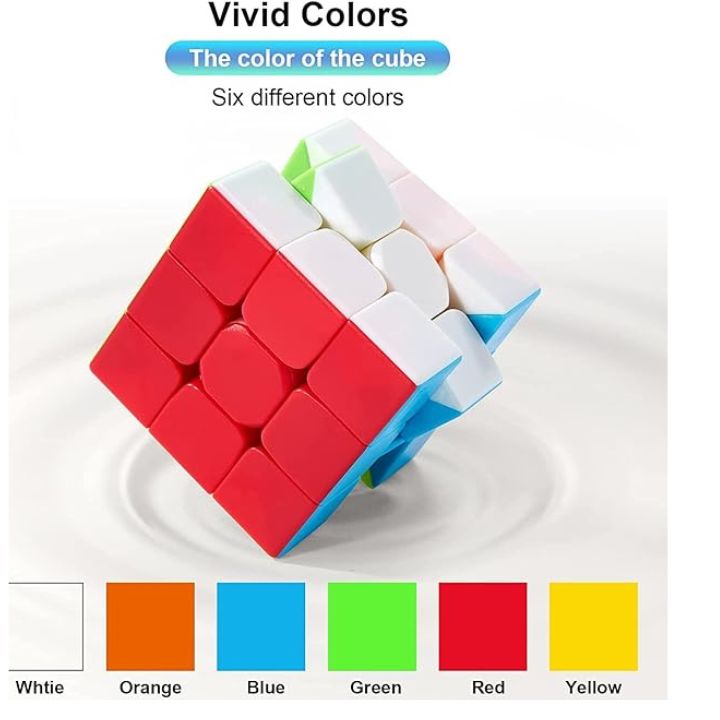 Vivid Colors
The color of the cube
Six different colors
Whtie Orange Blue Green Red Yellow